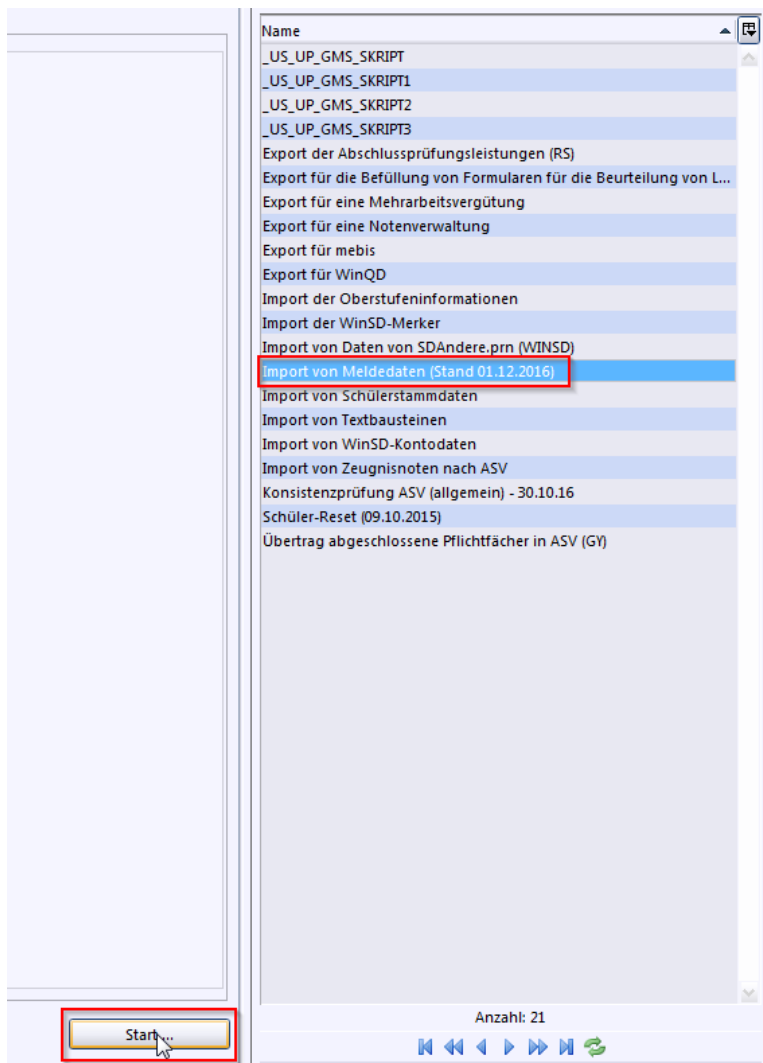 Name
_US_UP_GMS_SKRIPT
_US_UP_GMS_SKRIPT1
_US_UP_GMS_SKRIPT2
_US_UP_GMS_SKRIPT3
Export der Abschlussprüfungsleistungen (RS)
Export für die Befüllung von Formularen für die Beurteilung von L...
Export für eine Mehrarbeitsvergütung
Export für eine Notenverwaltung
Export für mebis
Export für WinQD
Import der Oberstufeninformationen
Import der WinSD-Merker
Import von Daten von SDAndere.prn (WINSD)
Import von Meldedaten (Stand 01.12.2016)
Import von Schülerstammdaten
Import von Textbausteinen
Import von WinSD-Kontodaten
Import von Zeugnisnoten nach ASV
Konsistenzprüfung ASV (allgemein) - 30.10.16
Schüler-Reset (09.10.2015)
Übertrag abgeschlossene Pflichtfächer in ASV (GY)
Anzahl: 21
Start ...